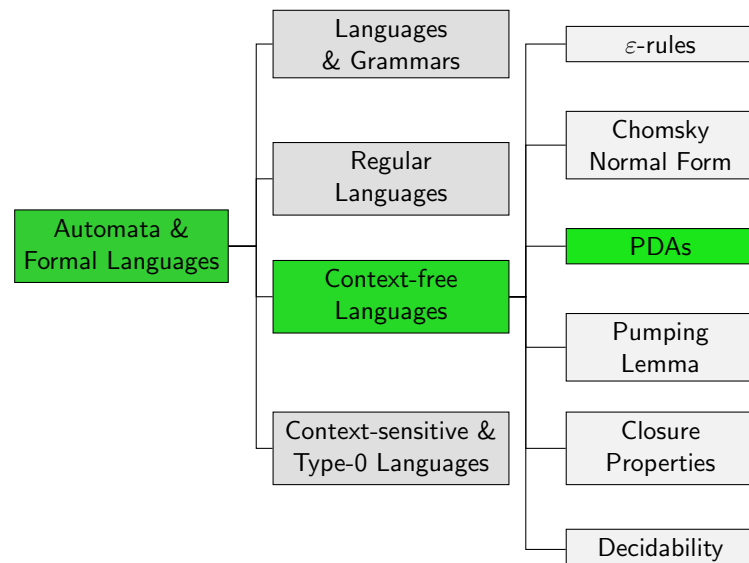 Automata &
Formal Languages
Languages
& Grammars
Regular
Languages
Context-free
Languages
Context-sensitive &
Type-0 Languages
ε-rules
Chomsky
Normal Form
PDAs
Pumping
Lemma
Closure
Properties
Decidability